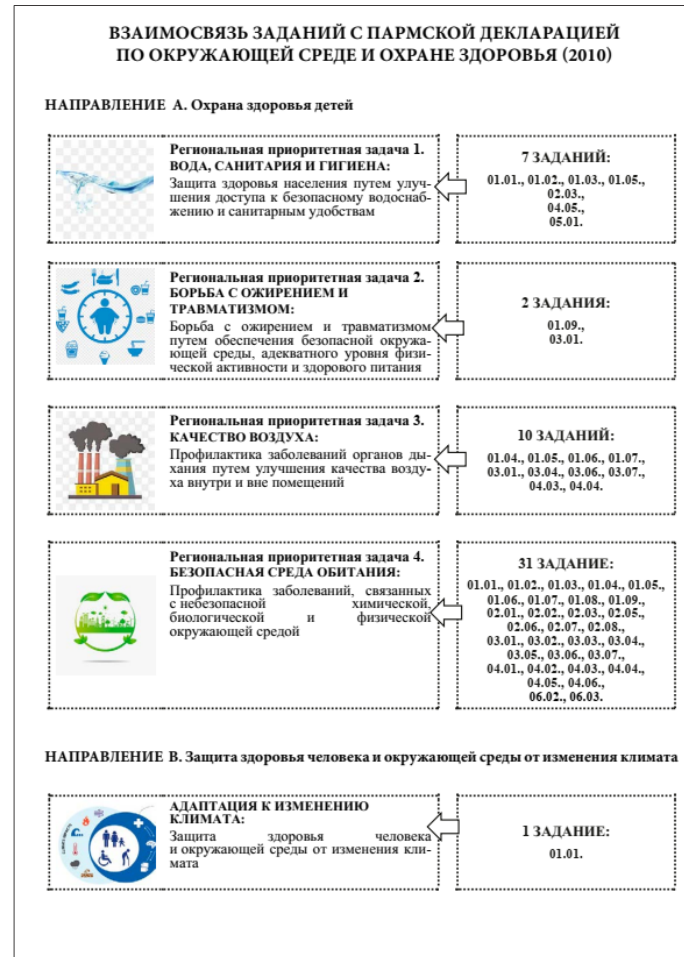 ВЗАИМОСВЯЗЬ ЗАДАНИЙ С ПАРМСКОЙ ДЕКЛАРАЦИЕЙ
ПО ОКРУЖАЮЩЕЙ СРЕДЕ И ОХРАНЕ ЗДОРОВЬЯ (2010)
НАПРАВЛЕНИЕ А. Охрана здоровья детей
Региональная приоритетная задача 1.
ВОДА, САНИТАРИЯ И ГИГИЕНА:
Защита здоровья населения путем улуч-
шения доступа к безопасному водоснаб-
жению и санитарным удобствам
7 ЗАДАНИЙ:
01.01., 01.02., 01.03., 01.05.,
02.03.,
04.05.,
05.01.
Региональная приоритетная задача 2.
БОРЬБА С ОЖИРЕНИЕМ И
ТРАВМАТИЗМОМ:
Борьба с ожирением и травматизмом
путем обеспечения безопасной окружа-
ющей среды, адекватного уровня физи-
ческой активности и здорового питания
2 ЗАДАНИЯ:
01.09.,
03.01.
Региональная приоритетная задача 3.
КАЧЕСТВО ВОЗДУХА:
Профилактика заболеваний органов ды-
хания путем улучшения качества возду-
ха внутри и вне помещений
10 ЗАДАНИЙ:
01.04., 01.05., 01.06., 01.07.,
03.01., 03.04., 03.06., 03.07.,
04.03., 04.04.
Региональная приоритетная задача 4.
БЕЗОПАСНАЯ СРЕДА ОБИТАНИЯ:
Профилактика заболеваний, связанных
с небезопасной химической,
биологической и физической
окружающей средой
31 ЗАДАНИЕ:
01.01., 01.02., 01.03., 01.04., 01.05.,
01.06., 01.07., 01.08., 01.09.,
02.01., 02.02., 02.03., 02.05.,
02.06., 02.07., 02.08.,
03.01., 03.02., 03.03., 03.04.,
03.05., 03.06., 03.07.,
04.01., 04.02., 04.03., 04.04.,
04.05., 04.06.,
06.02., 06.03.
НАПРАВЛЕНИЕ В. Защита здоровья человека и окружающей среды от изменения климата
АДАПТАЦИЯ К ИЗМЕНЕНИЮ
КЛИМАТА:
Защита здоровья человека
и окружающей среды от изменения кли-
мата
1 ЗАДАНИЕ:
01.01.